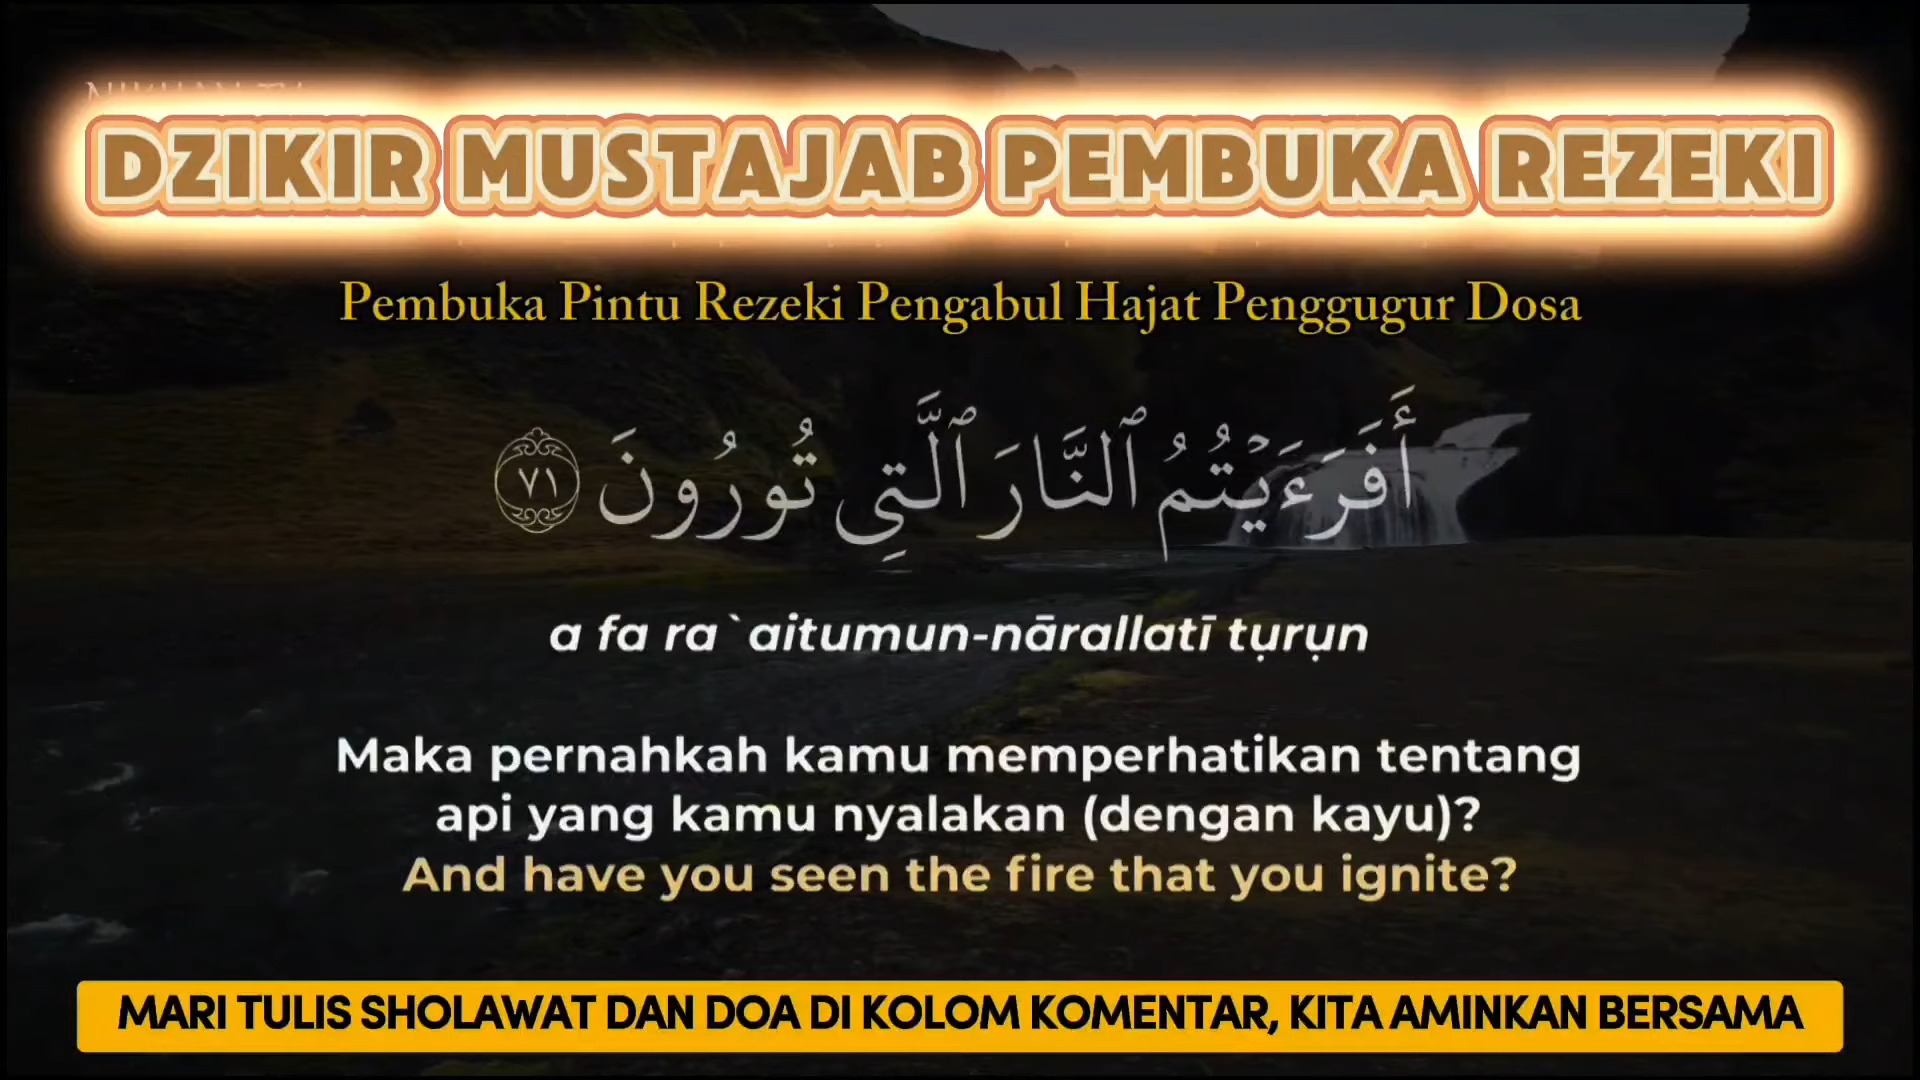 DZIKIR MUSTAJAB PEMBUKA REZEKI
Pembuka Pintu Rezeki Pengabul Hajat Penggugur Dosa
أَفَرَءَيْتُمُ ٱلنَّارَ ٱلَّتِى تُورُونَ ٧١
a fa ra`aitumun-nārallatī tụrụn
Maka pernahkah kamu memperhatikan tentang
api yang kamu nyalakan (dengan kayu)?
And have you seen the fire that you ignite?
MARI TULIS SHOLAWAT DAN DOA DI KOLOM KOMENTAR, KITA AMINKAN BERSAMA